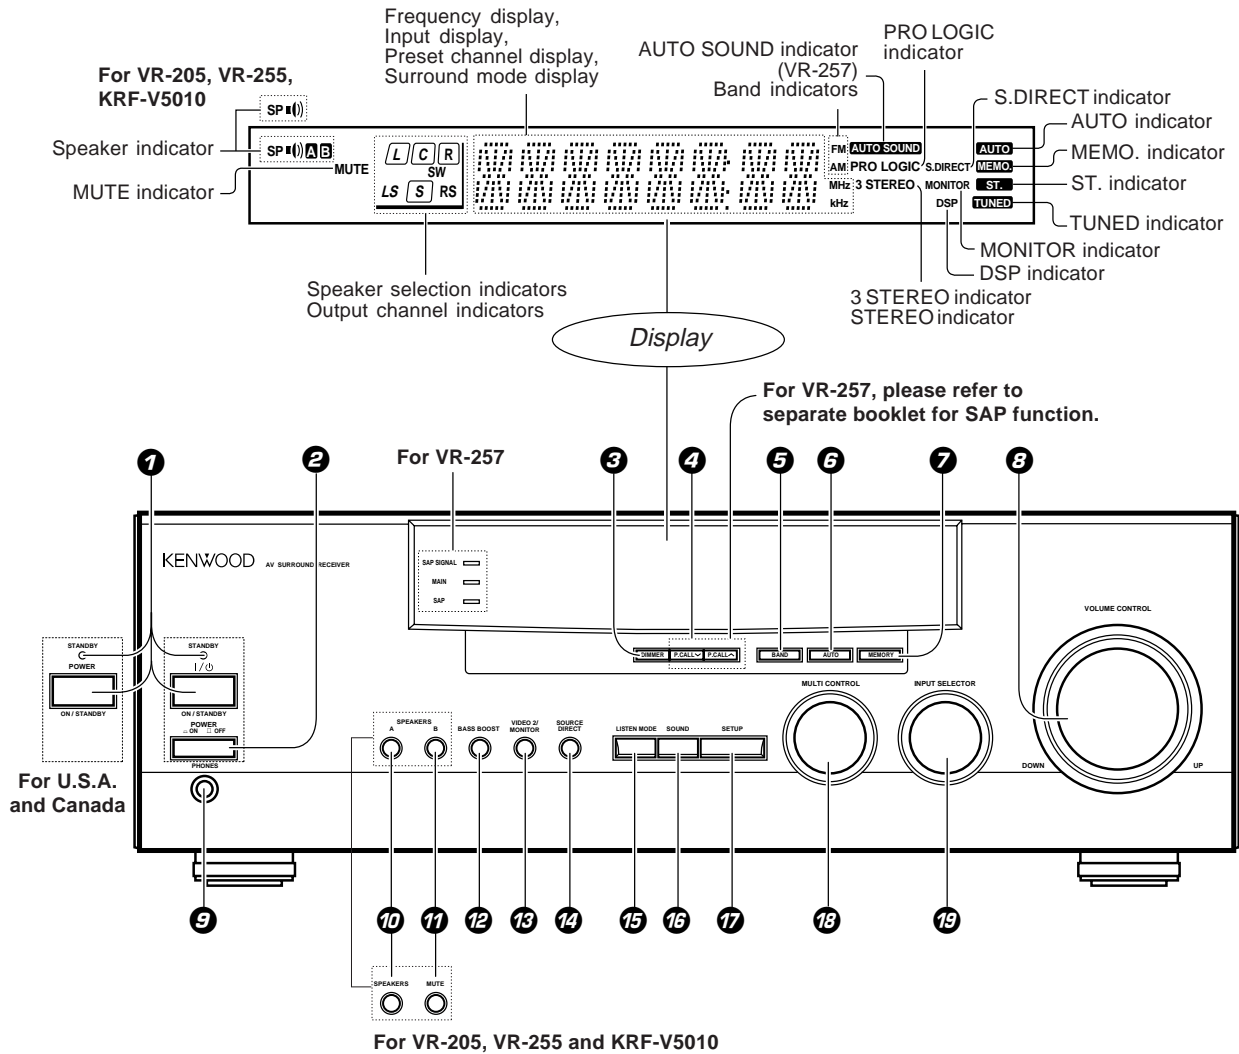 Frequency display,
Input display,
Preset channel display,
Surround mode display
AUTO SOUND indicator
(VR-257)
Band indicators
PRO LOGIC
indicator
For VR-205, VR-255,
KRF-V5010
SP
S.DIRECT indicator
AUTO indicator
MEMO. indicator
ST. indicator
TUNED indicator
MONITOR indicator
DSP indicator
3 STEREO indicator
STEREO indicator
Speaker indicator
MUTE indicator
SP A B
MUTE
L C R
SW
LS S RS
FM AUTO SOUND AUTO
AM PRO LOGIC S.DIRECT MEMO.
MHz 3 STEREO MONITOR ST.
kHz DSP TUNED
Speaker selection indicators
Output channel indicators
Display
For VR-257, please refer to
separate booklet for SAP function.
For VR-257
1 2 3 4 5 6 7 8
KENWOOD AV SURROUND RECEIVER
SAP SIGNAL
MAIN
SAP
VOLUME CONTROL
DOWN UP
STANDBY
POWER
ON / STANDBY
For U.S.A.
and Canada
STANDBY
I / ⏻
ON / STANDBY
POWER
ON OFF
PHONES
DIMMER P.CALL P.CALL BAND AUTO MEMORY
MULTI CONTROL INPUT SELECTOR
SPEAKERS
A B
BASS BOOST
VIDEO 2/
MONITOR
SOURCE
DIRECT
LISTEN MODE SOUND SETUP
9 10 11 12 13 14 15 16 17 18 19
SPEAKERS MUTE
For VR-205, VR-255 and KRF-V5010